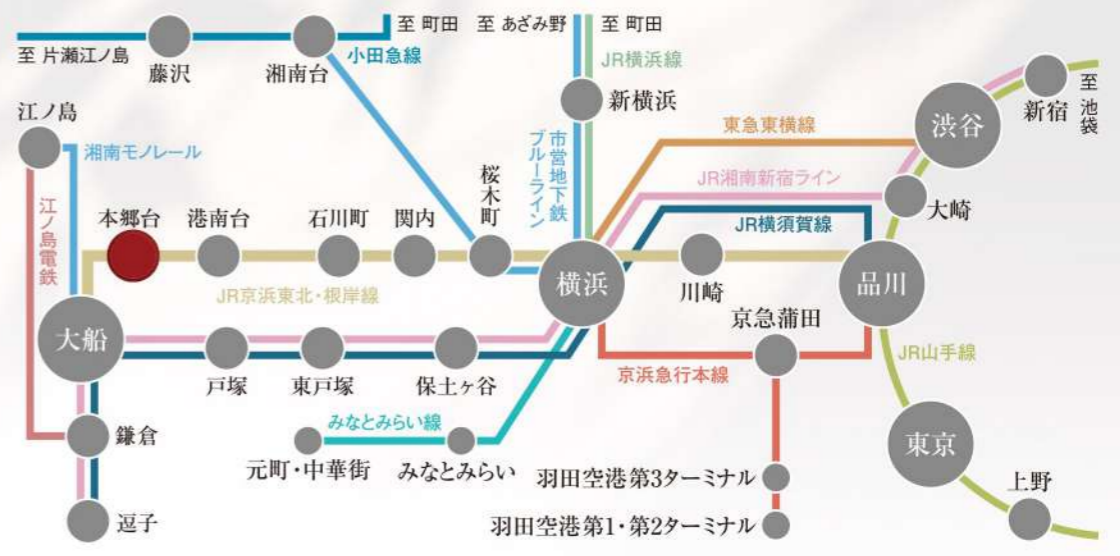 至 町田
至 あざみ野
至 町田
至 片瀬江ノ島
藤沢
湘南台
小田急線
JR横浜線
新横浜
江ノ島
湘南モノレール
江ノ島電鉄
市営地下鉄
ブルーライン
東急東横線
渋谷
新宿
至 池袋
JR湘南新宿ライン
大崎
JR横須賀線
本郷台
港南台
石川町
関内
桜木町
横浜
川崎
品川
JR京浜東北・根岸線
京急蒲田
大船
戸塚
東戸塚
保土ヶ谷
京浜急行本線
JR山手線
みなとみらい線
鎌倉
元町・中華街
みなとみらい
東京
羽田空港第3ターミナル
上野
逗子
羽田空港第1・第2ターミナル